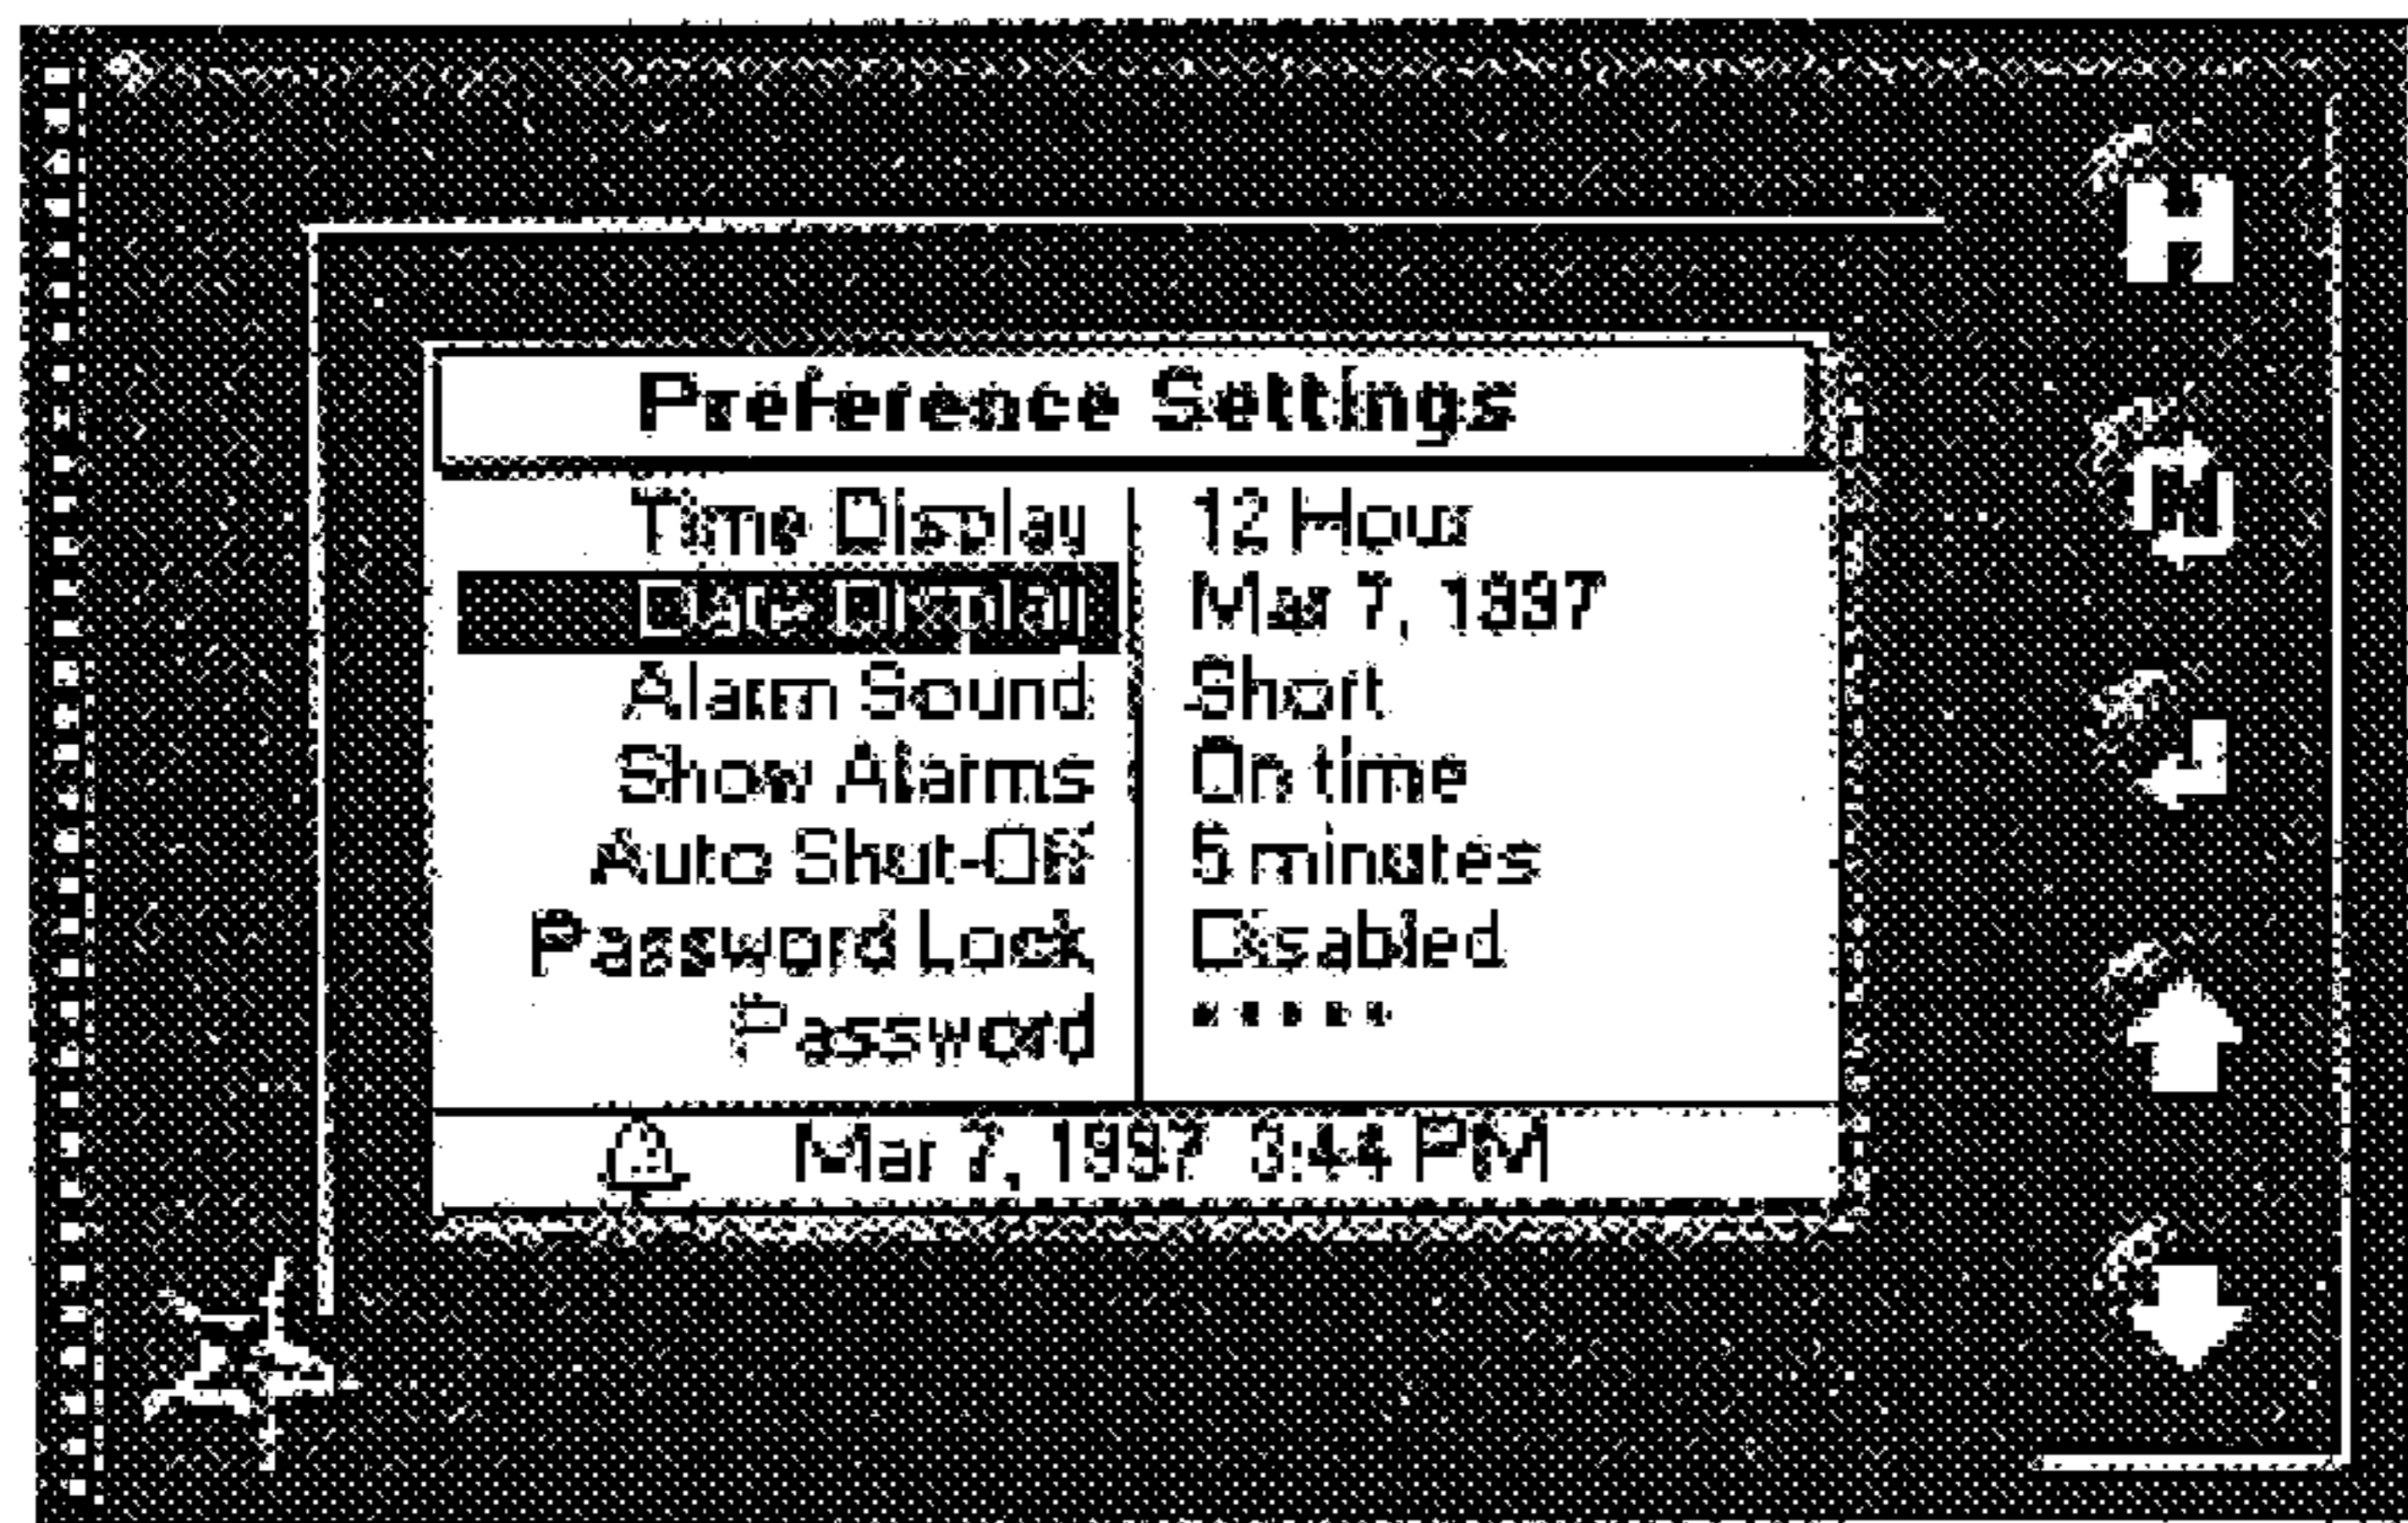 Preference Settings
Time Display 12 Hour
Date Display Mar 7, 1997
Alarm Sound Short
Show Alarms On time
Auto Shut-Off 5 minutes
Password Lock Disabled
Password *****
Mar 7, 1997 3:44 PM
H